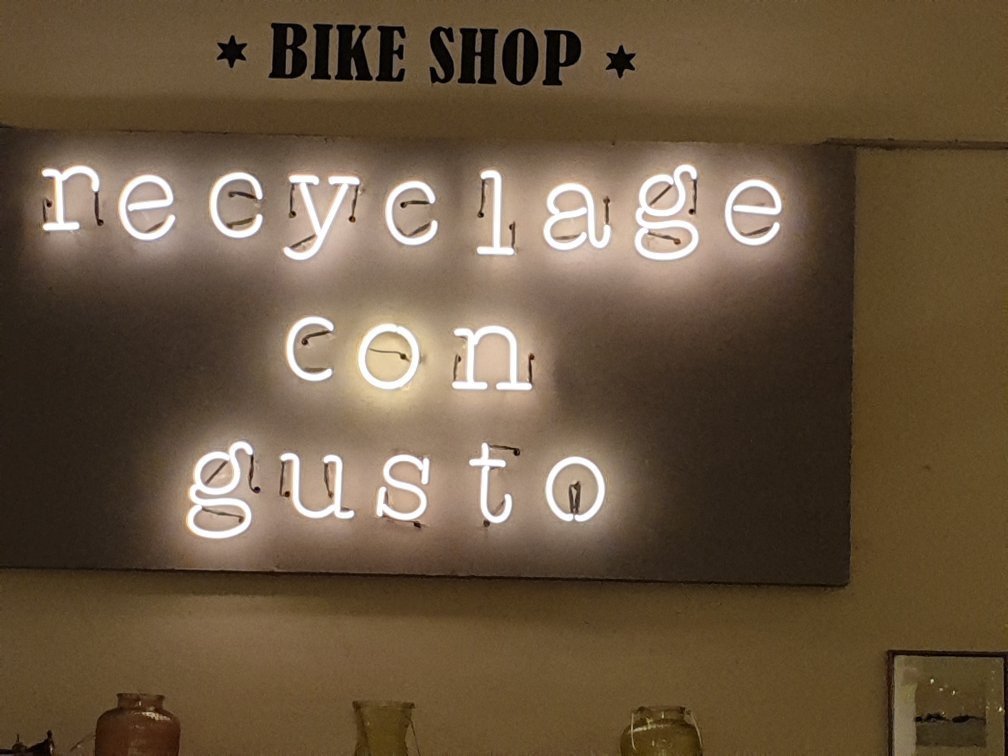 * BIKE SHOP *
recyclage
con
gusto